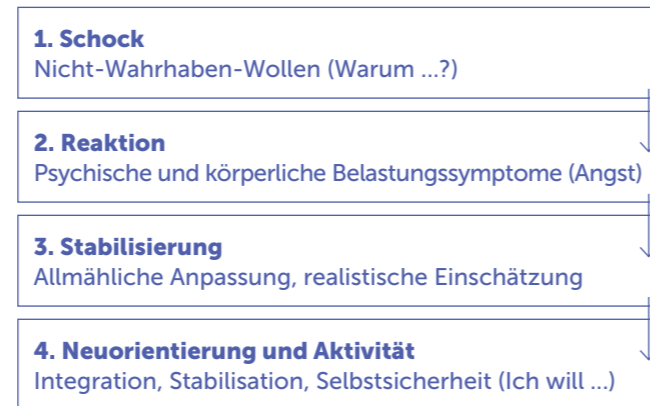 1. Schock
Nicht-Wahrhaben-Wollen (Warum ...?)
2. Reaktion
Psychische und körperliche Belastungssymptome (Angst)
3. Stabilisierung
Allmähliche Anpassung, realistische Einschätzung
4. Neuorientierung und Aktivität
Integration, Stabilisation, Selbstsicherheit (Ich will ...)